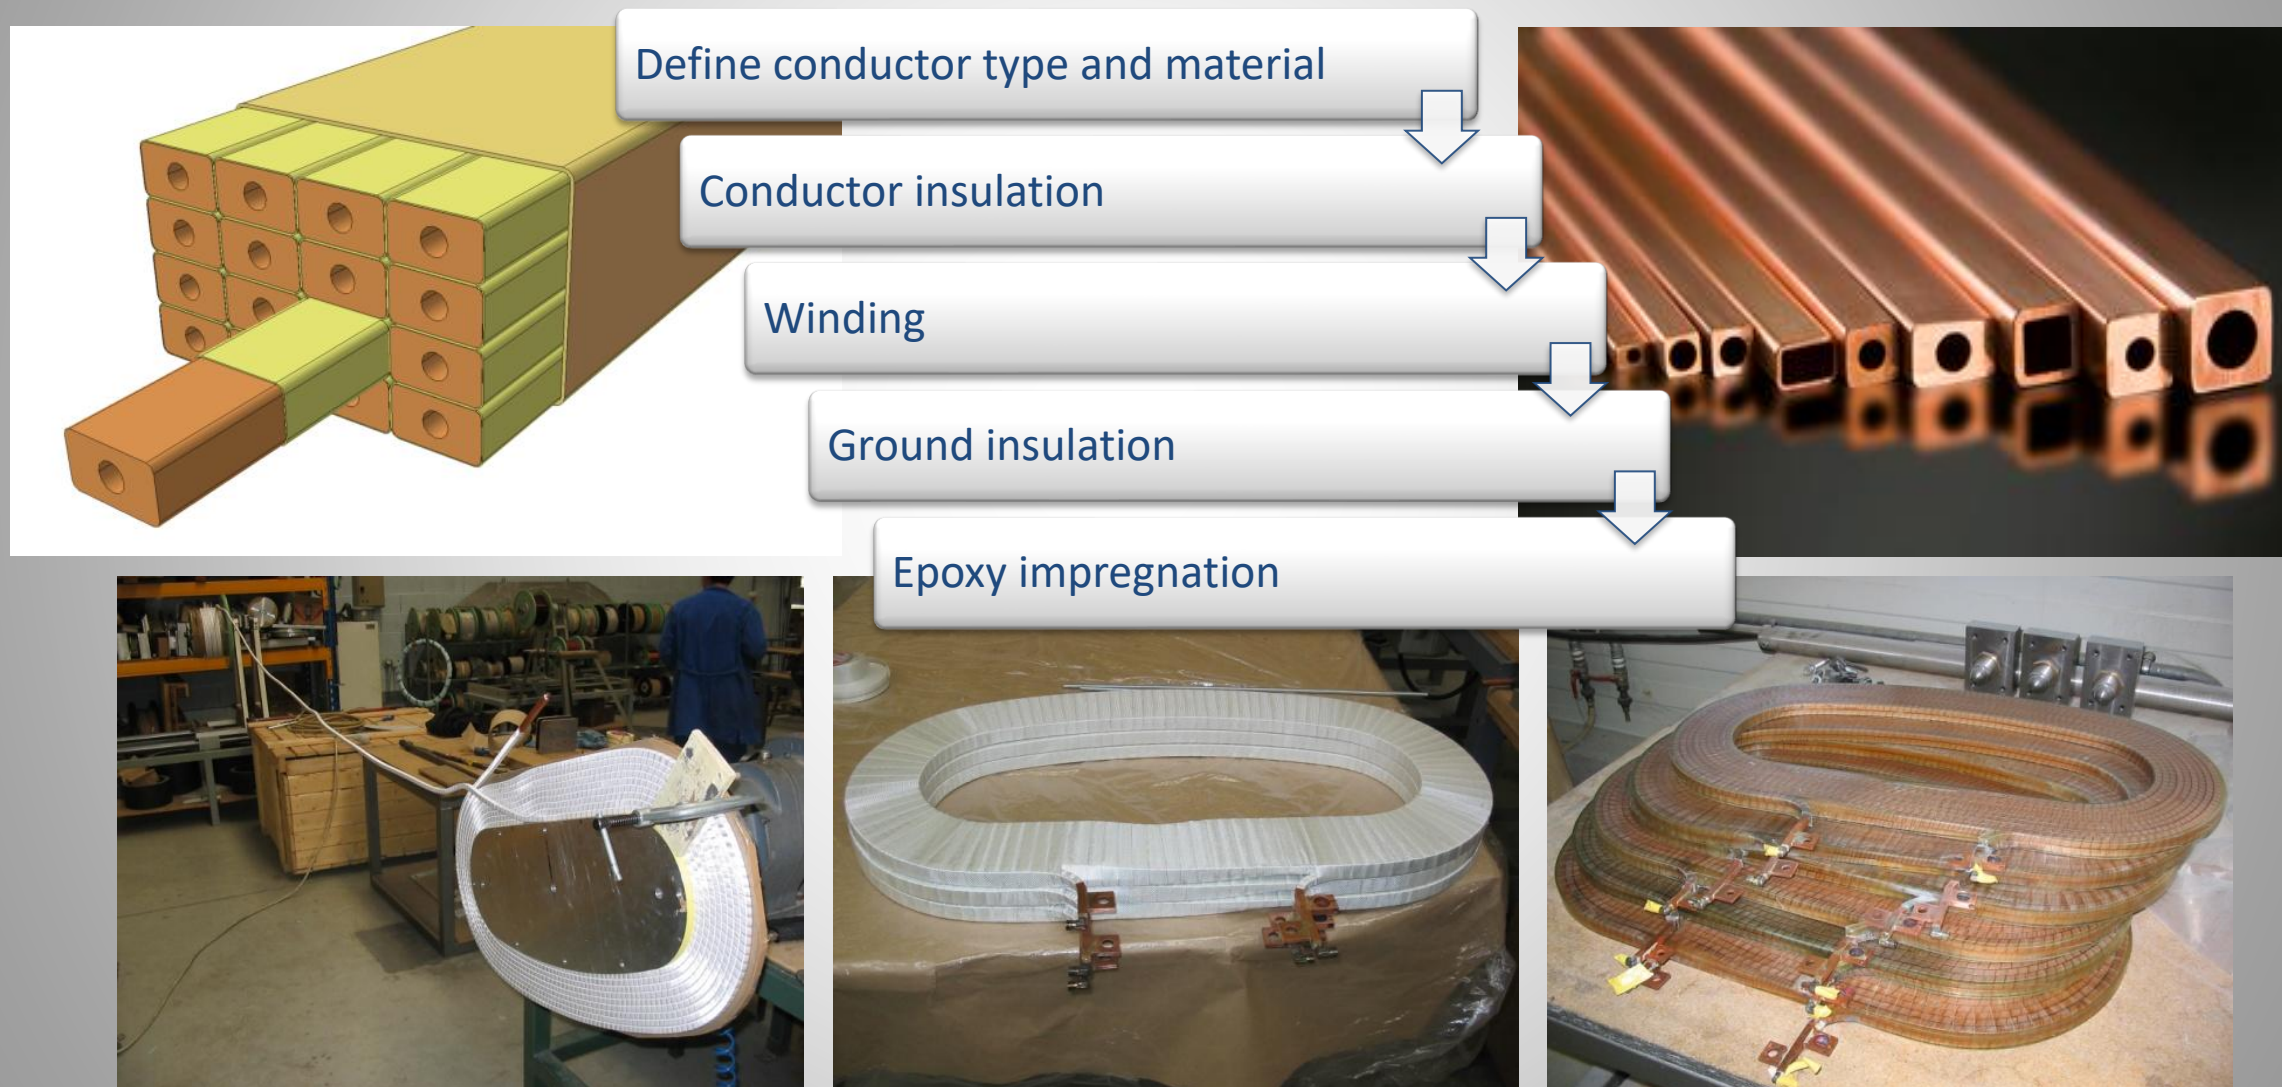 Define conductor type and material
Conductor insulation
Winding
Ground insulation
Epoxy impregnation